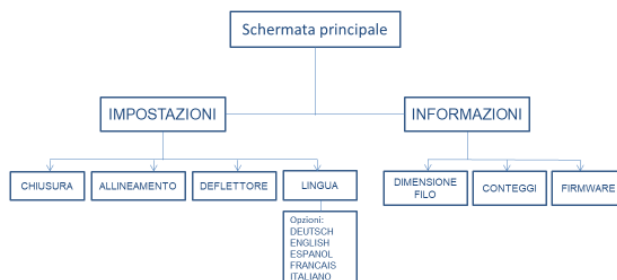 Schermata principale
IMPOSTAZIONI
INFORMAZIONI
CHIUSURA
ALLINEAMENTO
DEFLETTORE
LINGUA
DIMENSIONE
FILO
CONTEGGI
FIRMWARE
Opzioni:
DEUTSCH
ENGLISH
ESPANOL
FRANCAIS
ITALIANO